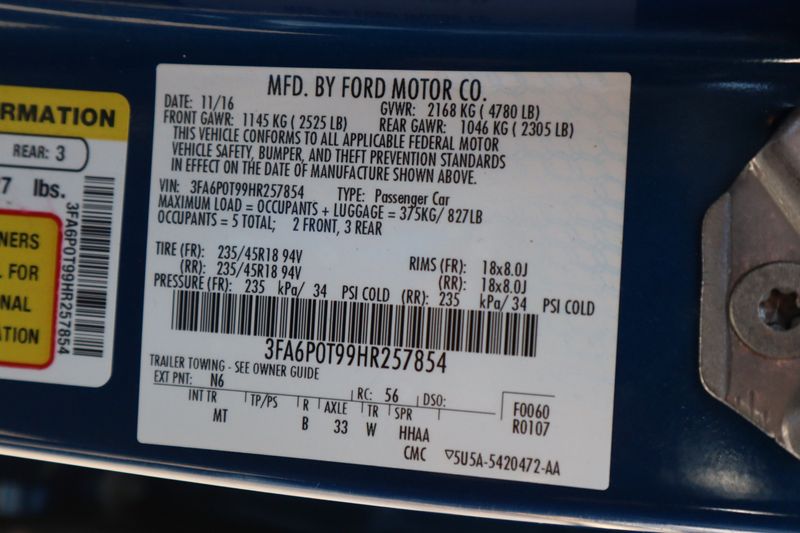 RMATION
REAR: 3
7 lbs.
NERS
L FOR
ONAL
ATION
3FA6P0T99HR257854
MFD. BY FORD MOTOR CO.
DATE: 11/16 GVWR: 2168 KG ( 4780 LB)
FRONT GAWR: 1145 KG ( 2525 LB) REAR GAWR: 1046 KG ( 2305 LB)
THIS VEHICLE CONFORMS TO ALL APPLICABLE FEDERAL MOTOR
VEHICLE SAFETY, BUMPER, AND THEFT PREVENTION STANDARDS
IN EFFECT ON THE DATE OF MANUFACTURE SHOWN ABOVE.
VIN: 3FA6P0T99HR257854 TYPE: Passenger Car
MAXIMUM LOAD = OCCUPANTS + LUGGAGE = 375KG/ 827LB
OCCUPANTS = 5 TOTAL; 2 FRONT, 3 REAR
TIRE (FR): 235/45R18 94V RIMS (FR): 18x8.0J
(RR): 235/45R18 94V (RR): 18x8.0J
PRESSURE (FR): 235 kPa/ 34 PSI COLD (RR): 235 kPa/ 34 PSI COLD
3FA6P0T99HR257854
TRAILER TOWING - SEE OWNER GUIDE
EXT PNT: N6 RC: 56 DSO:
INT TR TP/PS R AXLE TR SPR F0060
MT B 33 W HHAA R0107
CMC ▽5U5A-5420472-AA